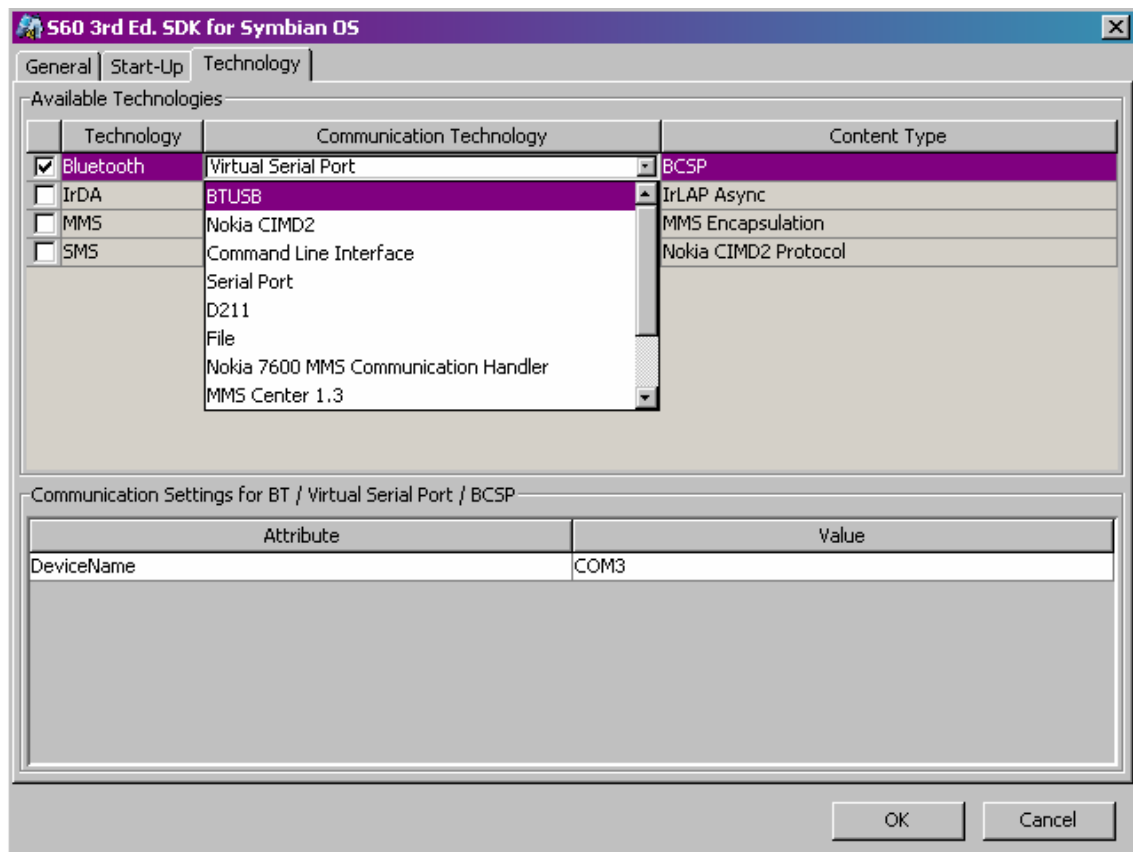 S60 3rd Ed. SDK for Symbian OS
General Start-Up Technology
Available Technologies
Technology Communication Technology Content Type
Bluetooth Virtual Serial Port BCSP
IrDA BTUSB IrLAP Async
MMS Nokia CIMD2 MMS Encapsulation
SMS Command Line Interface Nokia CIMD2 Protocol
Serial Port
D211
File
Nokia 7600 MMS Communication Handler
MMS Center 1.3
Communication Settings for BT / Virtual Serial Port / BCSP
Attribute Value
DeviceName COM3
OK Cancel